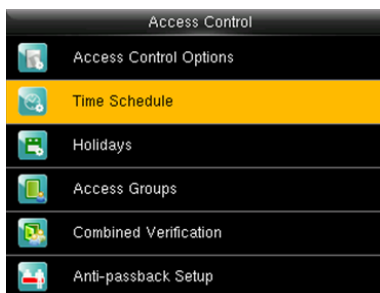 Access Control
Access Control Options
Time Schedule
Holidays
Access Groups
Combined Verification
Anti-passback Setup